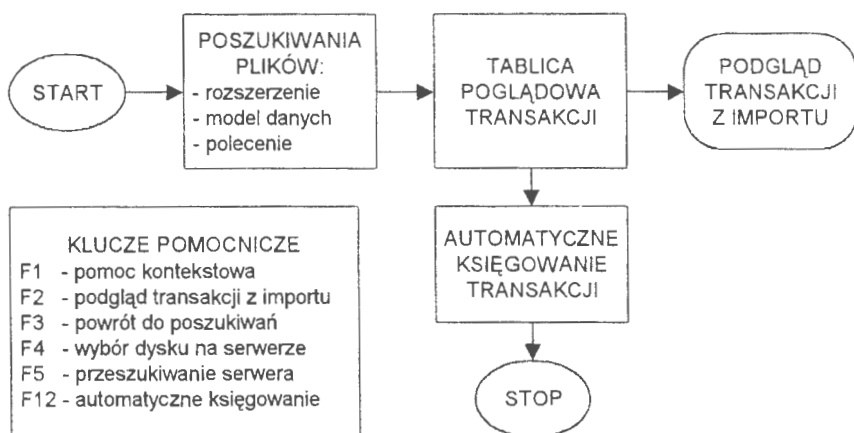 START
POSZUKIWANIA
PLIKÓW:
- rozszerzenie
- model danych
- polecenie
TABLICA
POGLĄDOWA
TRANSAKCJI
PODGLĄD
TRANSAKCJI
Z IMPORTU
KLUCZE POMOCNICZE
F1 - pomoc kontekstowa
F2 - podgląd transakcji z importu
F3 - powrót do poszukiwań
F4 - wybór dysku na serwerze
F5 - przeszukiwanie serwera
F12 - automatyczne księgowanie
AUTOMATYCZNE
KSIĘGOWANIE
TRANSAKCJI
STOP